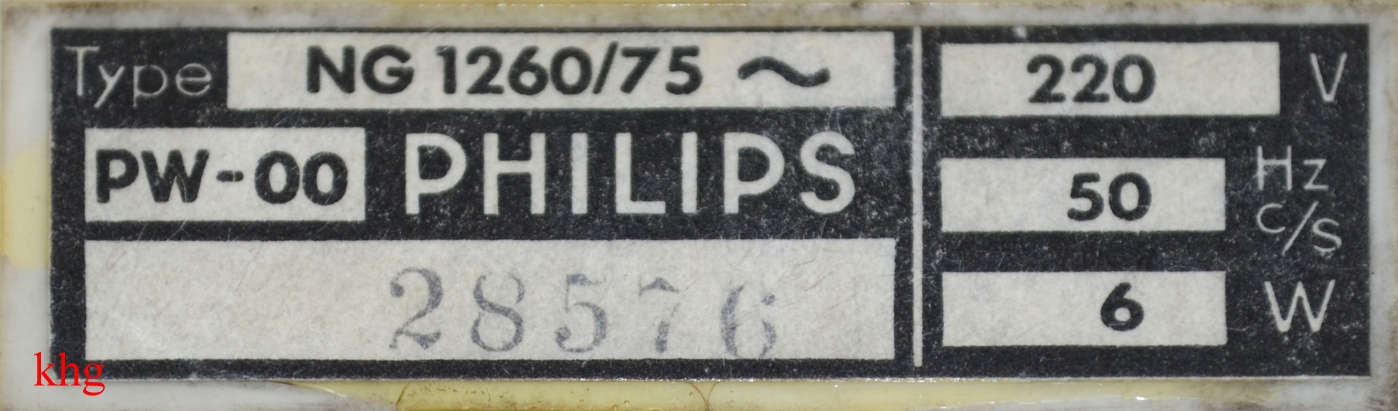 Type NG 1260/75 ~
PW-00 PHILIPS
28576
220 V
50 Hz c/s
6 W
khg